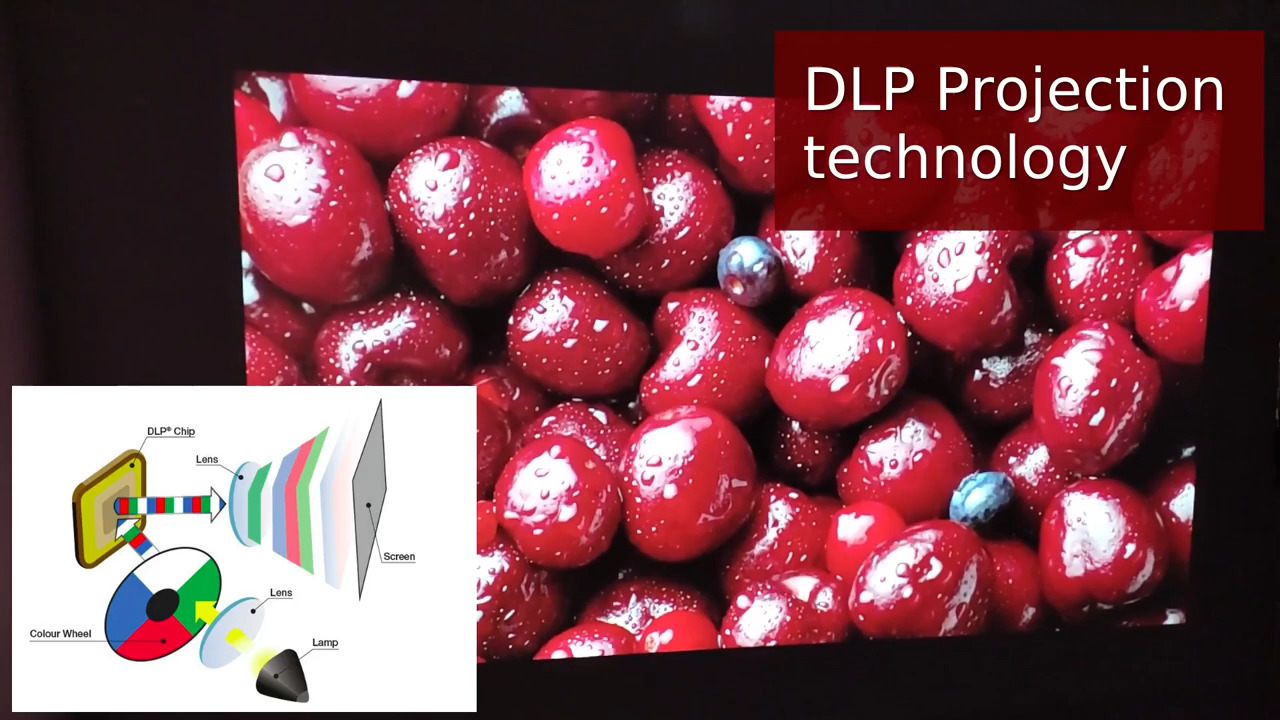 DLP Projection
technology
DLP® Chip
Lens
Screen
Lens
Colour Wheel
Lamp